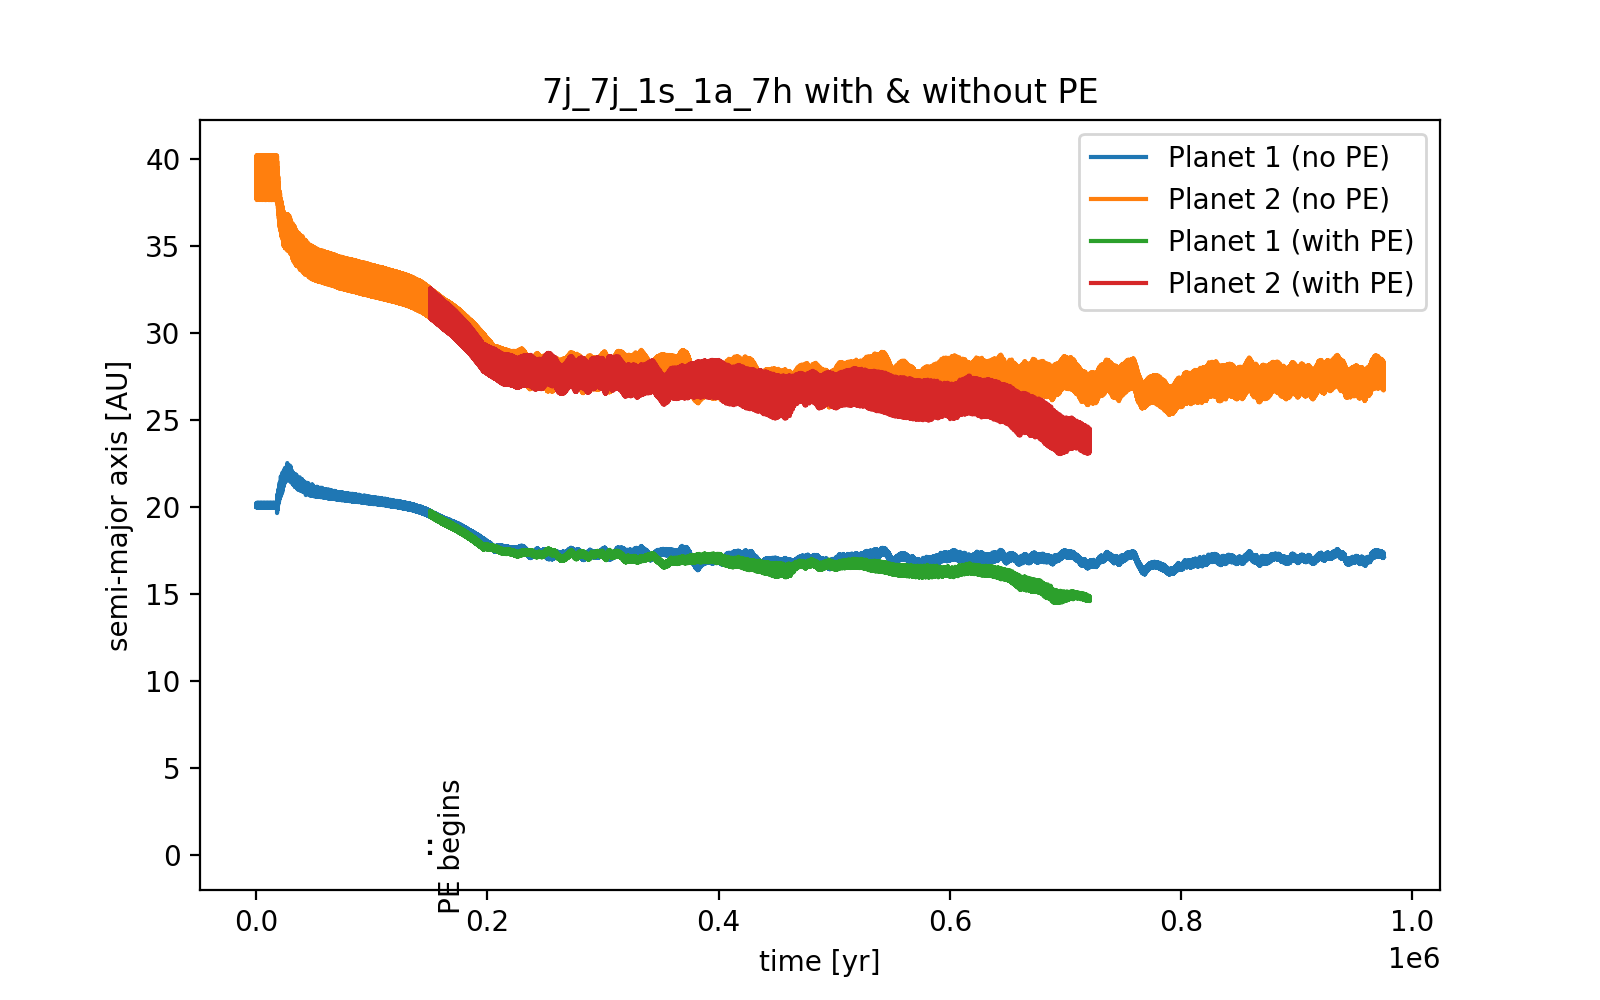 7j_7j_1s_1a_7h with & without PE
Planet 1 (no PE)
Planet 2 (no PE)
Planet 1 (with PE)
Planet 2 (with PE)
semi-major axis [AU]
40
35
30
25
20
15
10
5
0
PE begins
0.0
0.2
0.4
0.6
0.8
1.0
1e6
time [yr]